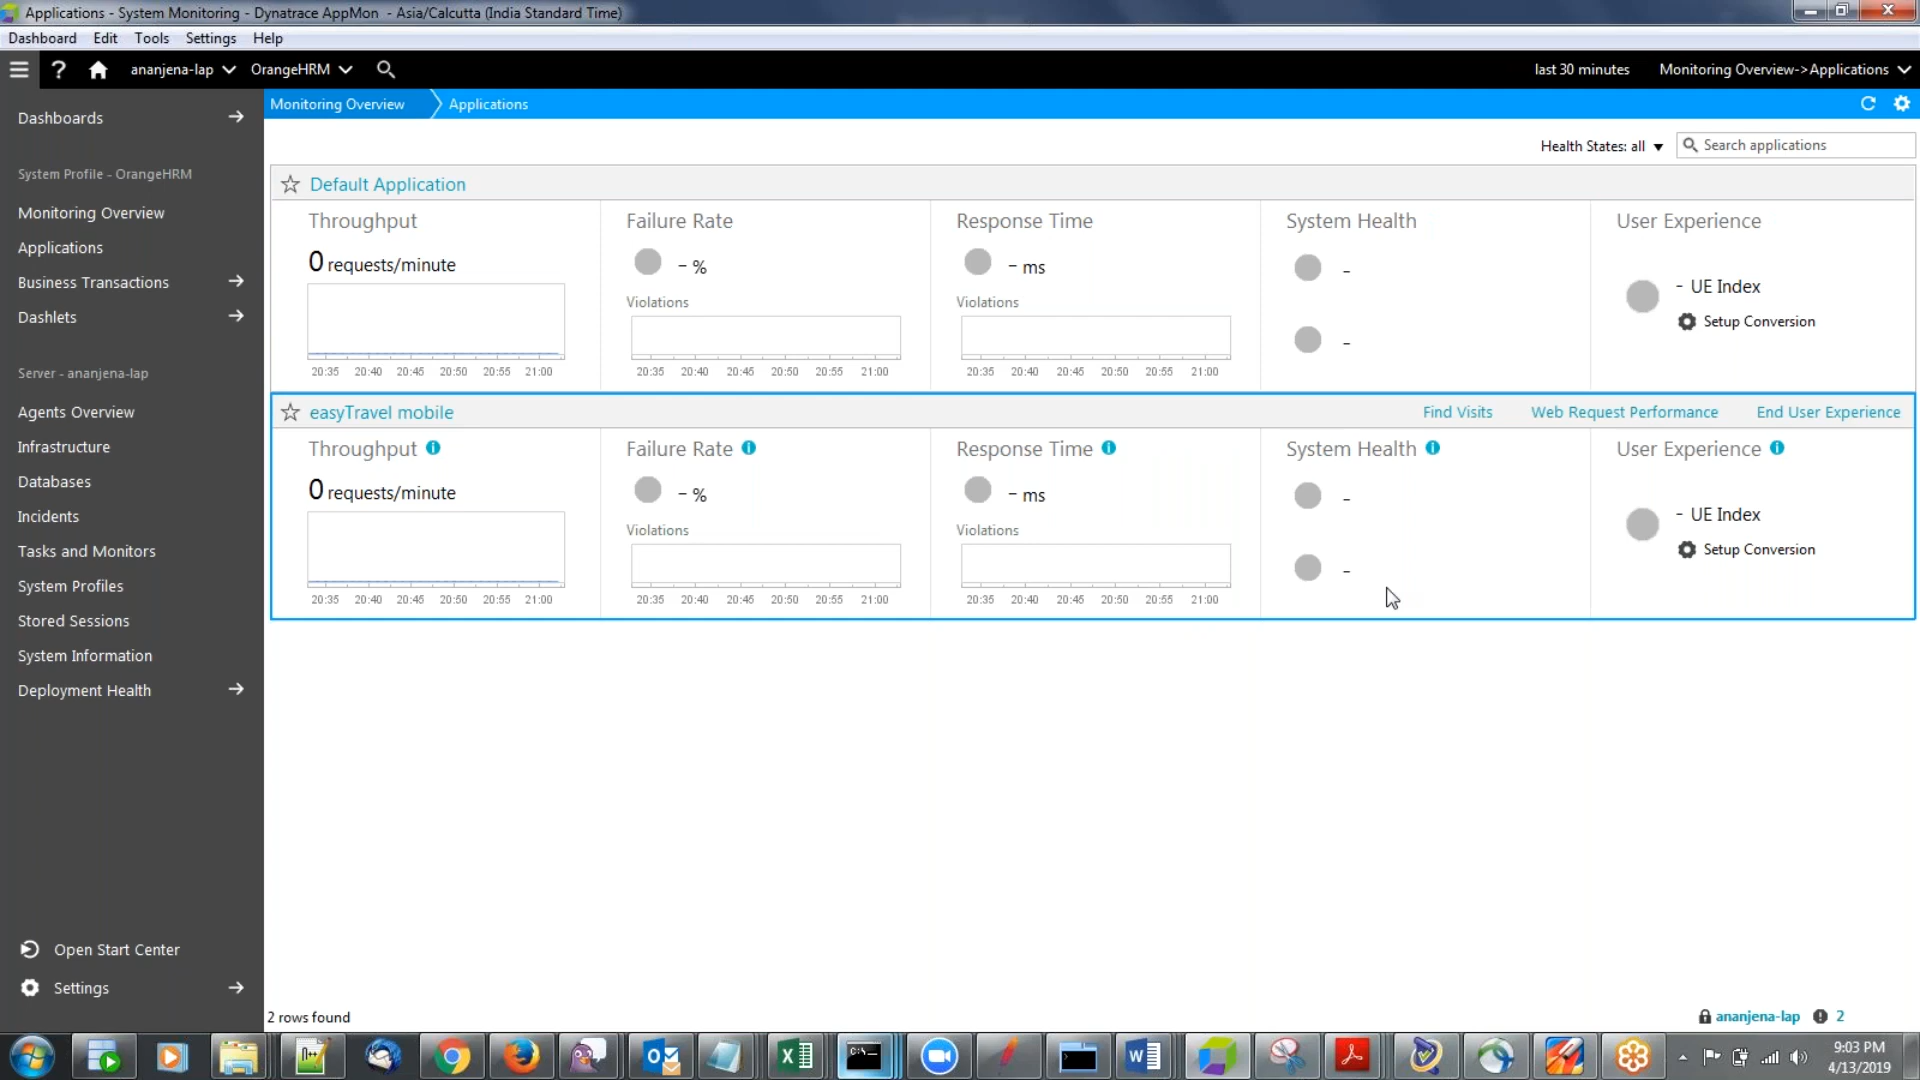 Applications - System Monitoring - Dynatrace AppMon - Asia/Calcutta (India Standard Time)
Dashboard Edit Tools Settings Help
? ananjena-lap OrangeHRM last 30 minutes Monitoring Overview->Applications
Monitoring Overview Applications
Health States: all Search applications
Dashboards
System Profile - OrangeHRM
Monitoring Overview
Applications
Business Transactions
Dashlets
Server - ananjena-lap
Agents Overview
Infrastructure
Databases
Incidents
Tasks and Monitors
System Profiles
Stored Sessions
System Information
Deployment Health
Open Start Center
Settings
Default Application
Throughput Failure Rate Response Time System Health User Experience
0 requests/minute - % - ms -
- UE Index
Violations Violations
Setup Conversion
-
20:35 20:40 20:45 20:50 20:55 21:00 20:35 20:40 20:45 20:50 20:55 21:00 20:35 20:40 20:45 20:50 20:55 21:00
easyTravel mobile Find Visits Web Request Performance End User Experience
Throughput Failure Rate Response Time System Health User Experience
0 requests/minute - % - ms -
- UE Index
Violations Violations
Setup Conversion
-
20:35 20:40 20:45 20:50 20:55 21:00 20:35 20:40 20:45 20:50 20:55 21:00 20:35 20:40 20:45 20:50 20:55 21:00
2 rows found
ananjena-lap 2
9:03 PM
4/13/2019